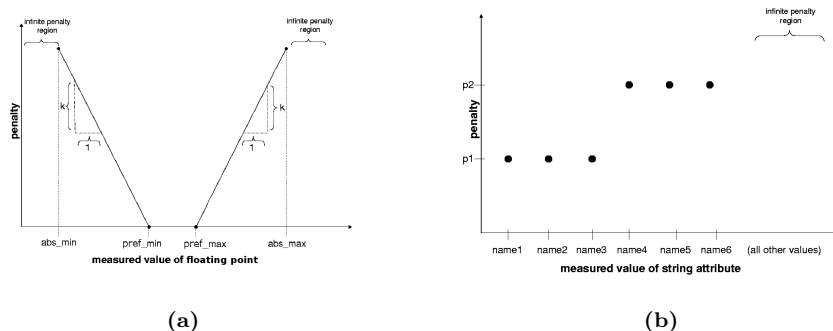 infinite penalty
region
infinite penalty
region
penalty
k
1
k
1
abs_min
pref_min
pref_max
abs_max
measured value of floating point
(a)
infinite penalty
region
penalty
p2
p1
name1
name2
name3
name4
name5
name6
(all other values)
measured value of string attribute
(b)